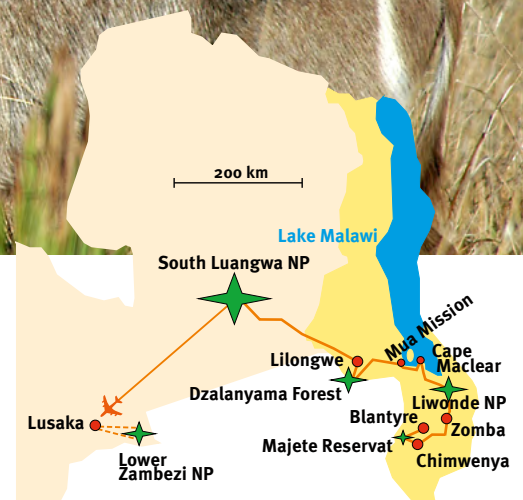 200 km
Lake Malawi
South Luangwa NP
Mua Mission
Cape
Maclear
Lilongwe
Dzalanyama Forest
Liwonde NP
Blantyre
Lusaka
Zomba
Majete Reservat
Lower
Zambezi NP
Chimwenya